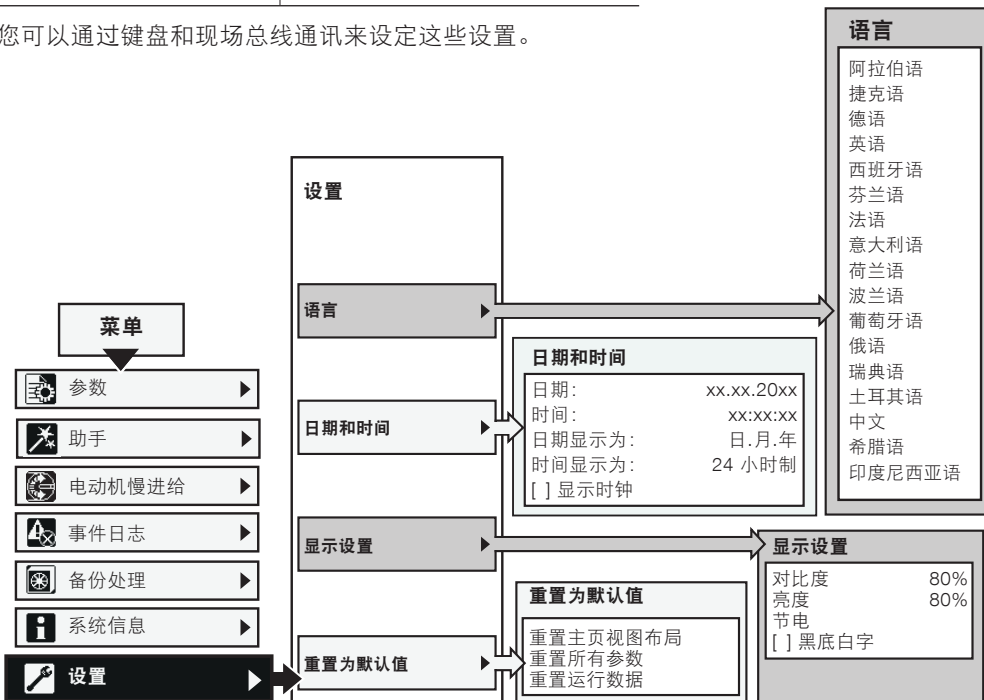 您可以通过键盘和现场总线通讯来设定这些设置。
菜单
参数
助手
电动机慢进给
事件日志
备份处理
系统信息
设置
设置
语言
日期和时间
显示设置
重置为默认值
日期和时间
日期: xx.xx.20xx
时间: xx:xx:xx
日期显示为: 日.月.年
时间显示为: 24 小时制
[ ] 显示时钟
重置为默认值
重置主页视图布局
重置所有参数
重置运行数据
语言
阿拉伯语
捷克语
德语
英语
西班牙语
芬兰语
法语
意大利语
荷兰语
波兰语
葡萄牙语
俄语
瑞典语
土耳其语
中文
希腊语
印度尼西亚语
显示设置
对比度 80%
亮度 80%
节电
[ ] 黑底白字